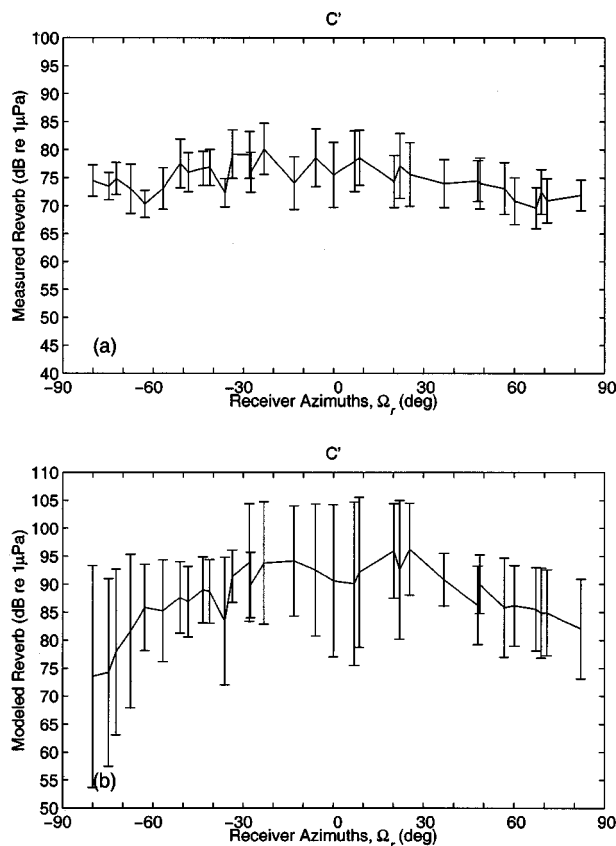 C'
100
95
90
85
80
75
70
65
60
55
50
45
40
Measured Reverb (dB re 1μPa)
(a)
-90 -60 -30 0 30 60 90
Receiver Azimuths, Ωr (deg)
C'
110
105
100
95
90
85
80
75
70
65
60
55
50
Modeled Reverb (dB re 1μPa)
(b)
-90 -60 -30 0 30 60 90
Receiver Azimuths, Ωr (deg)